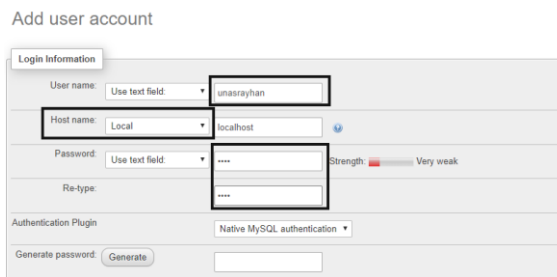 Add user account
Login Information
User name: Use text field: unasrayhan
Host name: Local localhost
Password: Use text field: •••• Strength: Very weak
Re-type: ••••
Authentication Plugin Native MySQL authentication
Generate password: Generate